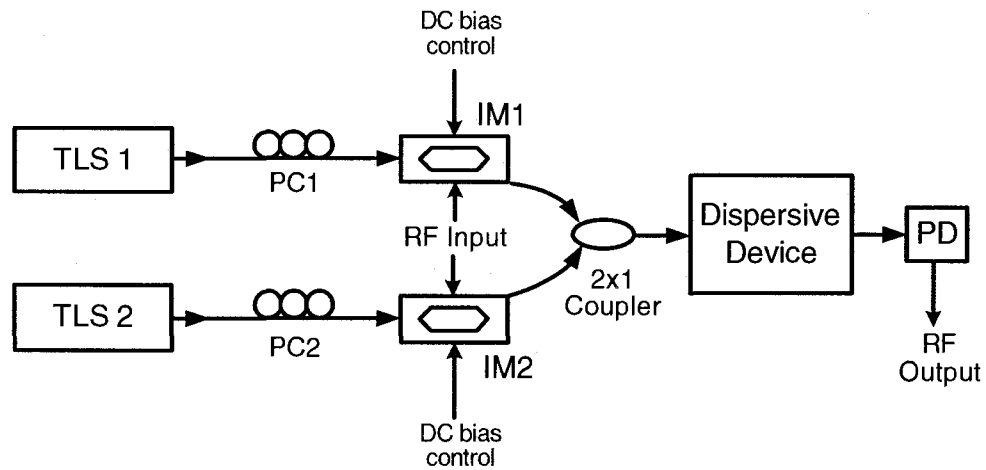 DC bias
control
IM1
TLS 1
PC1
RF Input
Dispersive
Device
PD
2x1
Coupler
TLS 2
PC2
IM2
RF
Output
DC bias
control